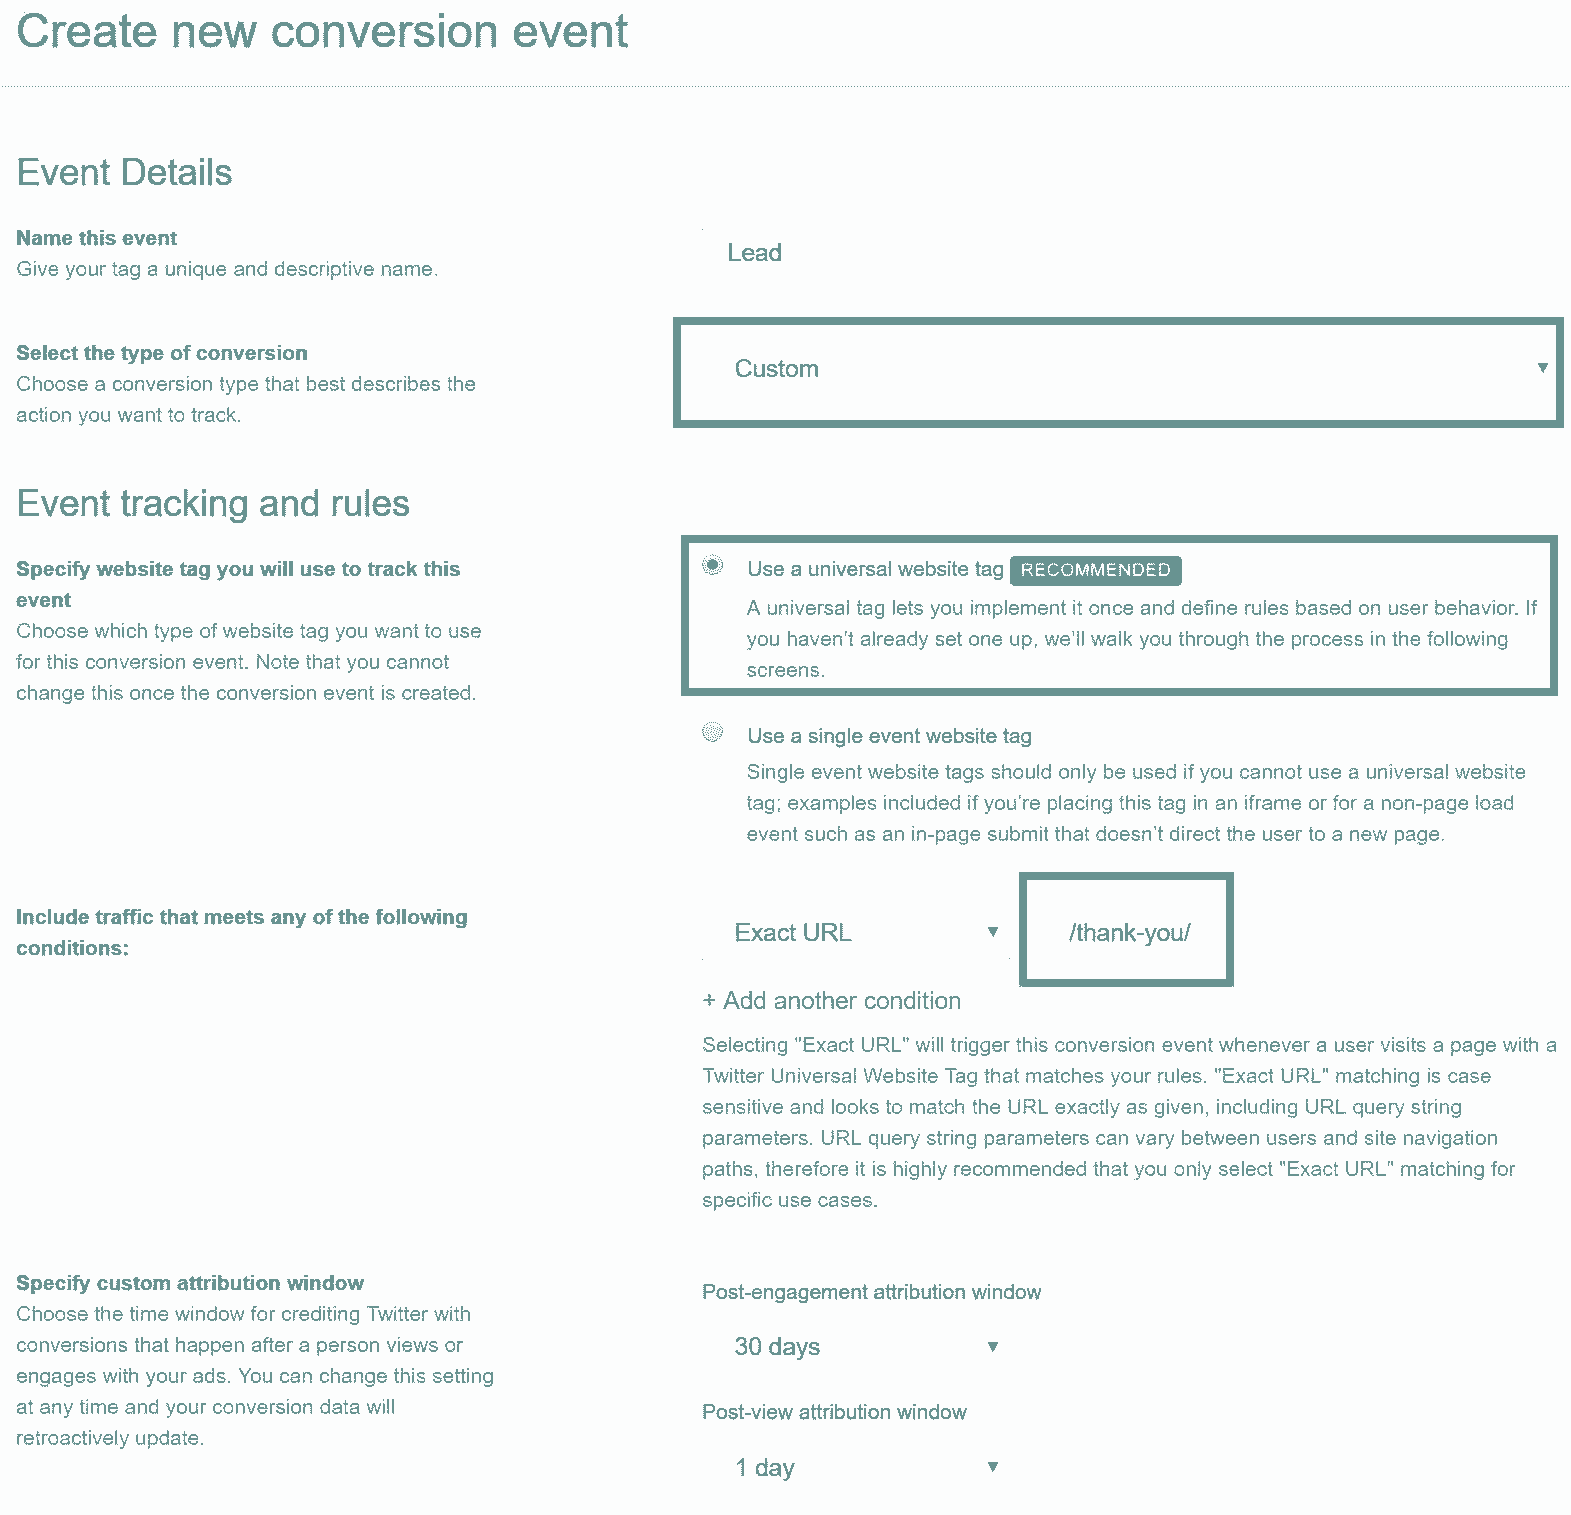 Create new conversion event
Event Details
Name this event
Give your tag a unique and descriptive name.
Lead
Select the type of conversion
Choose a conversion type that best describes the
action you want to track.
Custom
Event tracking and rules
Specify website tag you will use to track this
event
Choose which type of website tag you want to use
for this conversion event. Note that you cannot
change this once the conversion event is created.
Use a universal website tag RECOMMENDED
A universal tag lets you implement it once and define rules based on user behavior. If
you haven't already set one up, we'll walk you through the process in the following
screens.
Use a single event website tag
Single event website tags should only be used if you cannot use a universal website
tag; examples included if you're placing this tag in an iframe or for a non-page load
event such as an in-page submit that doesn't direct the user to a new page.
Include traffic that meets any of the following
conditions:
Exact URL
/thank-you/
+ Add another condition
Selecting "Exact URL" will trigger this conversion event whenever a user visits a page with a
Twitter Universal Website Tag that matches your rules. "Exact URL" matching is case
sensitive and looks to match the URL exactly as given, including URL query string
parameters. URL query string parameters can vary between users and site navigation
paths, therefore it is highly recommended that you only select "Exact URL" matching for
specific use cases.
Specify custom attribution window
Choose the time window for crediting Twitter with
conversions that happen after a person views or
engages with your ads. You can change this setting
at any time and your conversion data will
retroactively update.
Post-engagement attribution window
30 days
Post-view attribution window
1 day